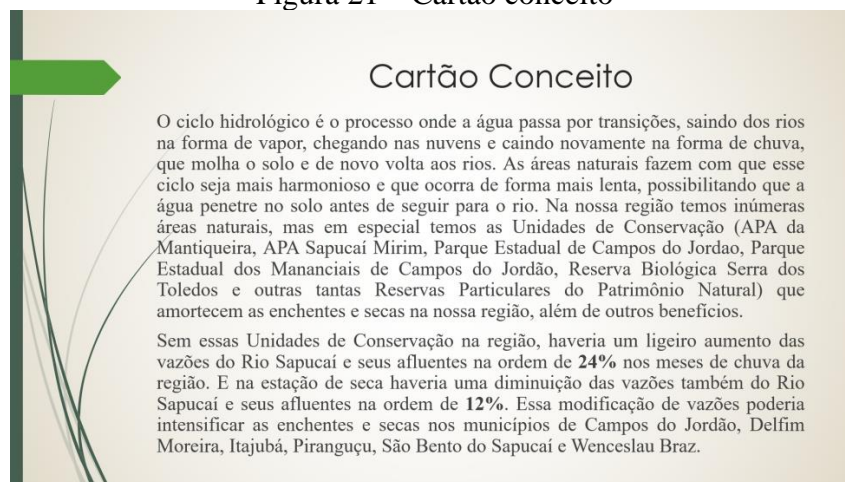 Figura 21 – Cartão conceito
Cartão Conceito
O ciclo hidrológico é o processo onde a água passa por transições, saindo dos rios
na forma de vapor, chegando nas nuvens e caindo novamente na forma de chuva,
que molha o solo e de novo volta aos rios. As áreas naturais fazem com que esse
ciclo seja mais harmonioso e que ocorra de forma mais lenta, possibilitando que a
água penetre no solo antes de seguir para o rio. Na nossa região temos inúmeras
áreas naturais, mas em especial temos as Unidades de Conservação (APA da
Mantiqueira, APA Sapucaí Mirim, Parque Estadual de Campos do Jordao, Parque
Estadual dos Mananciais de Campos do Jordão, Reserva Biológica Serra dos
Toledos e outras tantas Reservas Particulares do Patrimônio Natural) que
amortecem as enchentes e secas na nossa região, além de outros benefícios.
Sem essas Unidades de Conservação na região, haveria um ligeiro aumento das
vazões do Rio Sapucaí e seus afluentes na ordem de 24% nos meses de chuva da
região. E na estação de seca haveria uma diminuição das vazões também do Rio
Sapucaí e seus afluentes na ordem de 12%. Essa modificação de vazões poderia
intensificar as enchentes e secas nos municípios de Campos do Jordão, Delfim
Moreira, Itajubá, Piranguçu, São Bento do Sapucaí e Wenceslau Braz.